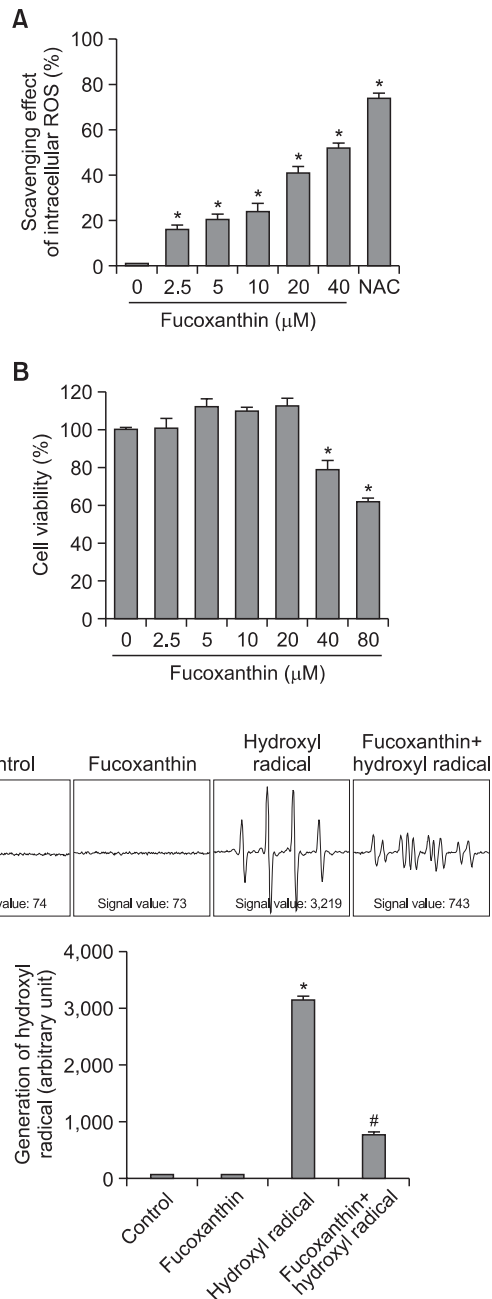 A
Scavenging effect
of intracellular ROS (%)
100
80
60
40
20
0
* * * * * *
0 2.5 5 10 20 40 NAC
Fucoxanthin (μM)
B
Cell viability (%)
120
100
80
60
40
20
0
* *
0 2.5 5 10 20 40 80
Fucoxanthin (μM)
ntrol
Fucoxanthin
Hydroxyl
radical
Fucoxanthin+
hydroxyl radical
value: 74
Signal value: 73
Signal value: 3,219
Signal value: 743
Generation of hydroxyl
radical (arbitrary unit)
4,000
3,000
2,000
1,000
0
*
#
Control
Fucoxanthin
Hydroxyl radical
Fucoxanthin+
hydroxyl radical